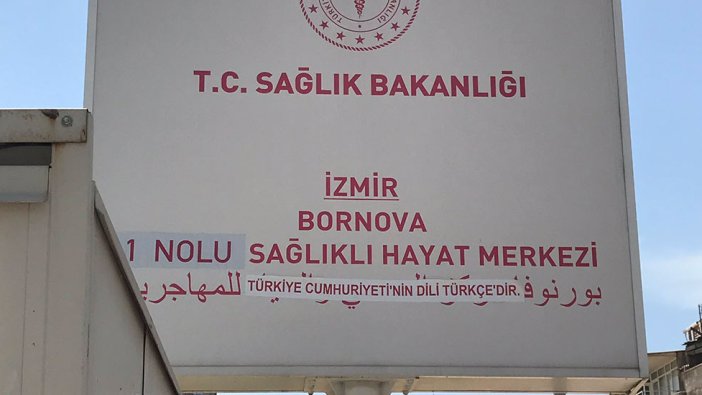 T.C. SAĞLIK BAKANLIĞI
İZMİR
BORNOVA
1 NOLU SAĞLIKLI HAYAT MERKEZİ
بورنوفا للمهاجرين
TÜRKİYE CUMHURİYETİ'NİN DİLİ TÜRKÇE'DİR.